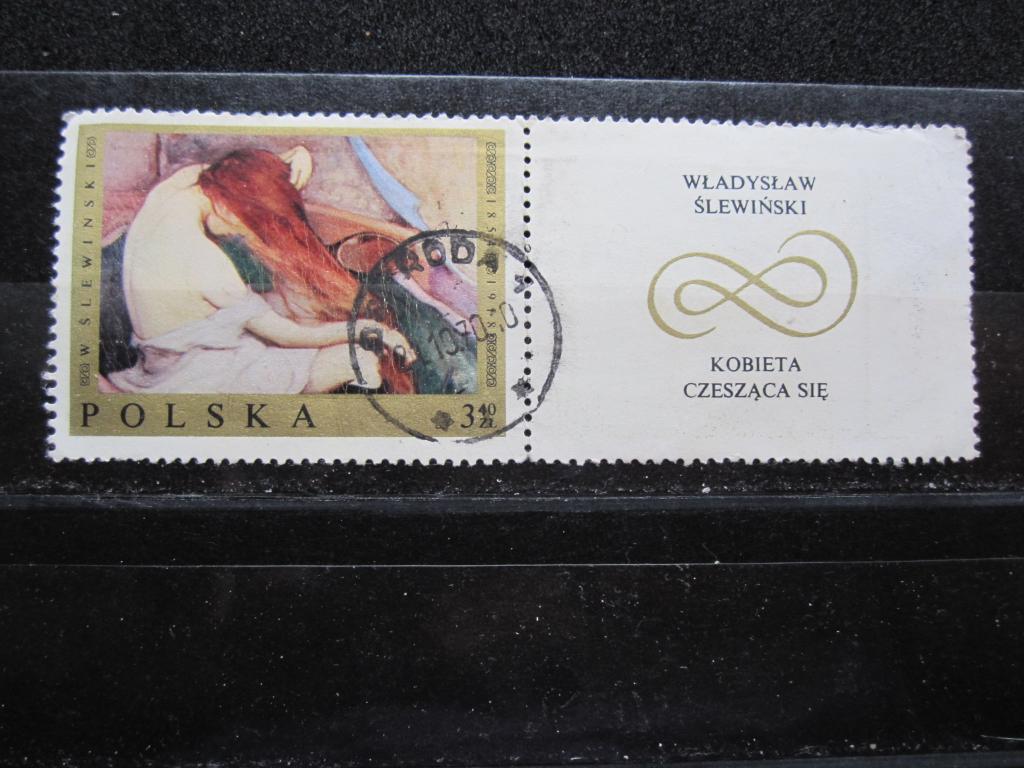 W ŚLEWIŃSKI
POLSKA
3 40 ZŁ
WŁADYSŁAW
ŚLEWIŃSKI
KOBIETA
CZESZĄCA SIĘ